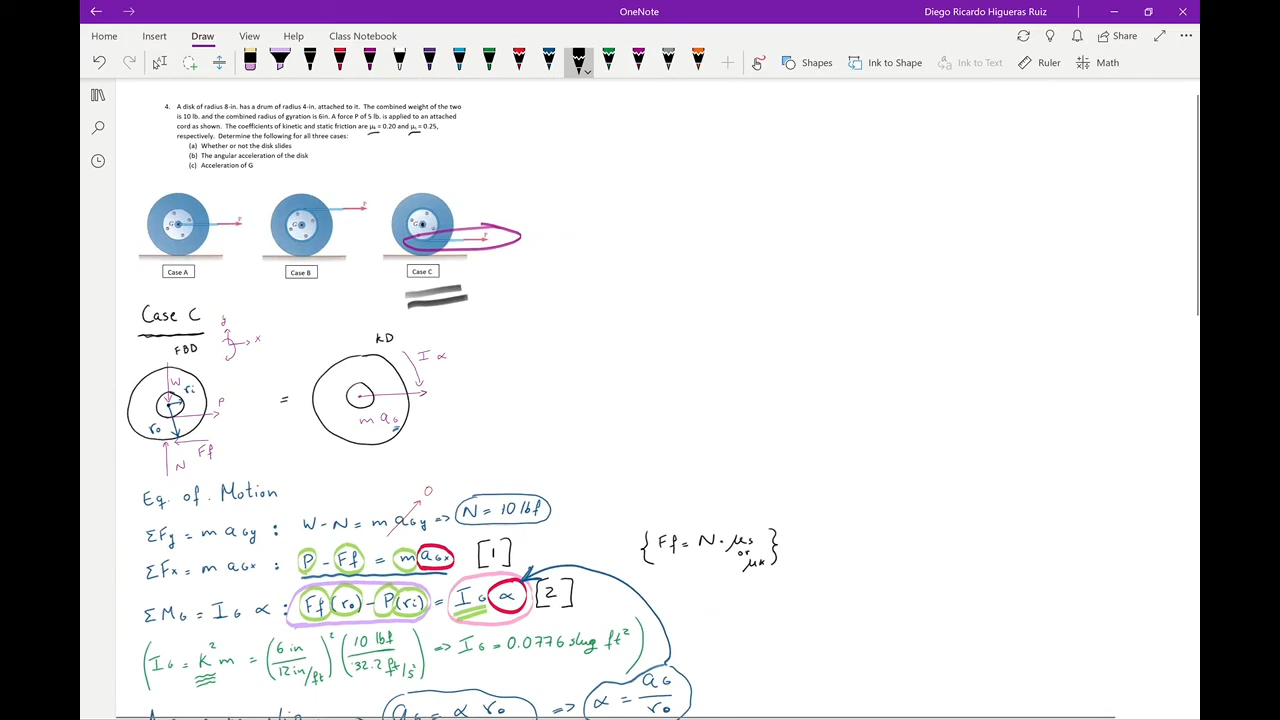 OneNote
Diego Ricardo Higueras Ruiz
Home Insert Draw View Help Class Notebook
Share
Shapes
Ink to Shape
Ink to Text
Ruler
Math
4. A disk of radius 8-in. has a drum of radius 4-in. attached to it. The combined weight of the two
is 10 lb. and the combined radius of gyration is 6in. A force P of 5 lb. is applied to an attached
cord as shown. The coefficients of kinetic and static friction are μk = 0.20 and μs = 0.25,
respectively. Determine the following for all three cases:
(a) Whether or not the disk slides
(b) The angular acceleration of the disk
(c) Acceleration of G
G P
G P
G P
Case A
Case B
Case C
Case C
y
x
FBD
KD
W
ri
P
ro
Ff
N
=
I α
m aG
Eq. of. Motion
0
ΣFy = m aGy : W - N = m aGy => N = 10 lbf
ΣFx = m aGx : P - Ff = m aGx [1]
{ Ff = N · μs or μk }
ΣMG = IG α : Ff(ro) - P(ri) = IG α [2]
(IG = K² m = (6 in / 12 in/ft)² (10 lbf / 32.2 ft/s²) => IG = 0.0776 slug ft²)
aG = α ro => α = aG / ro